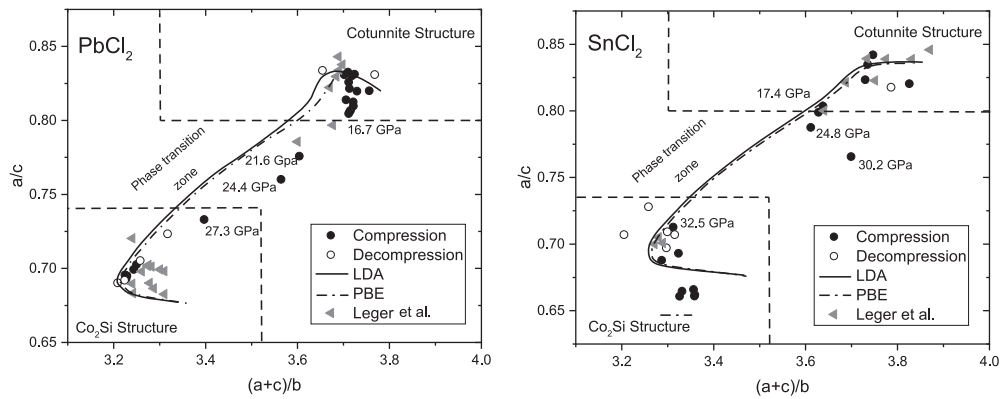 PbCl2
Cotunnite Structure
0.85
0.80
0.75
0.70
0.65
a/c
16.7 GPa
21.6 Gpa
24.4 GPa
27.3 GPa
Phase transition
zone
Compression
Decompression
LDA
PBE
Leger et al.
Co2Si Structure
3.2
3.4
3.6
3.8
4.0
(a+c)/b
SnCl2
Cotunnite Structure
0.85
0.80
0.75
0.70
0.65
a/c
17.4 GPa
24.8 GPa
30.2 GPa
32.5 GPa
Phase transition
zone
Compression
Decompression
LDA
PBE
Leger et al.
Co2Si Structure
3.2
3.4
3.6
3.8
4.0
(a+c)/b